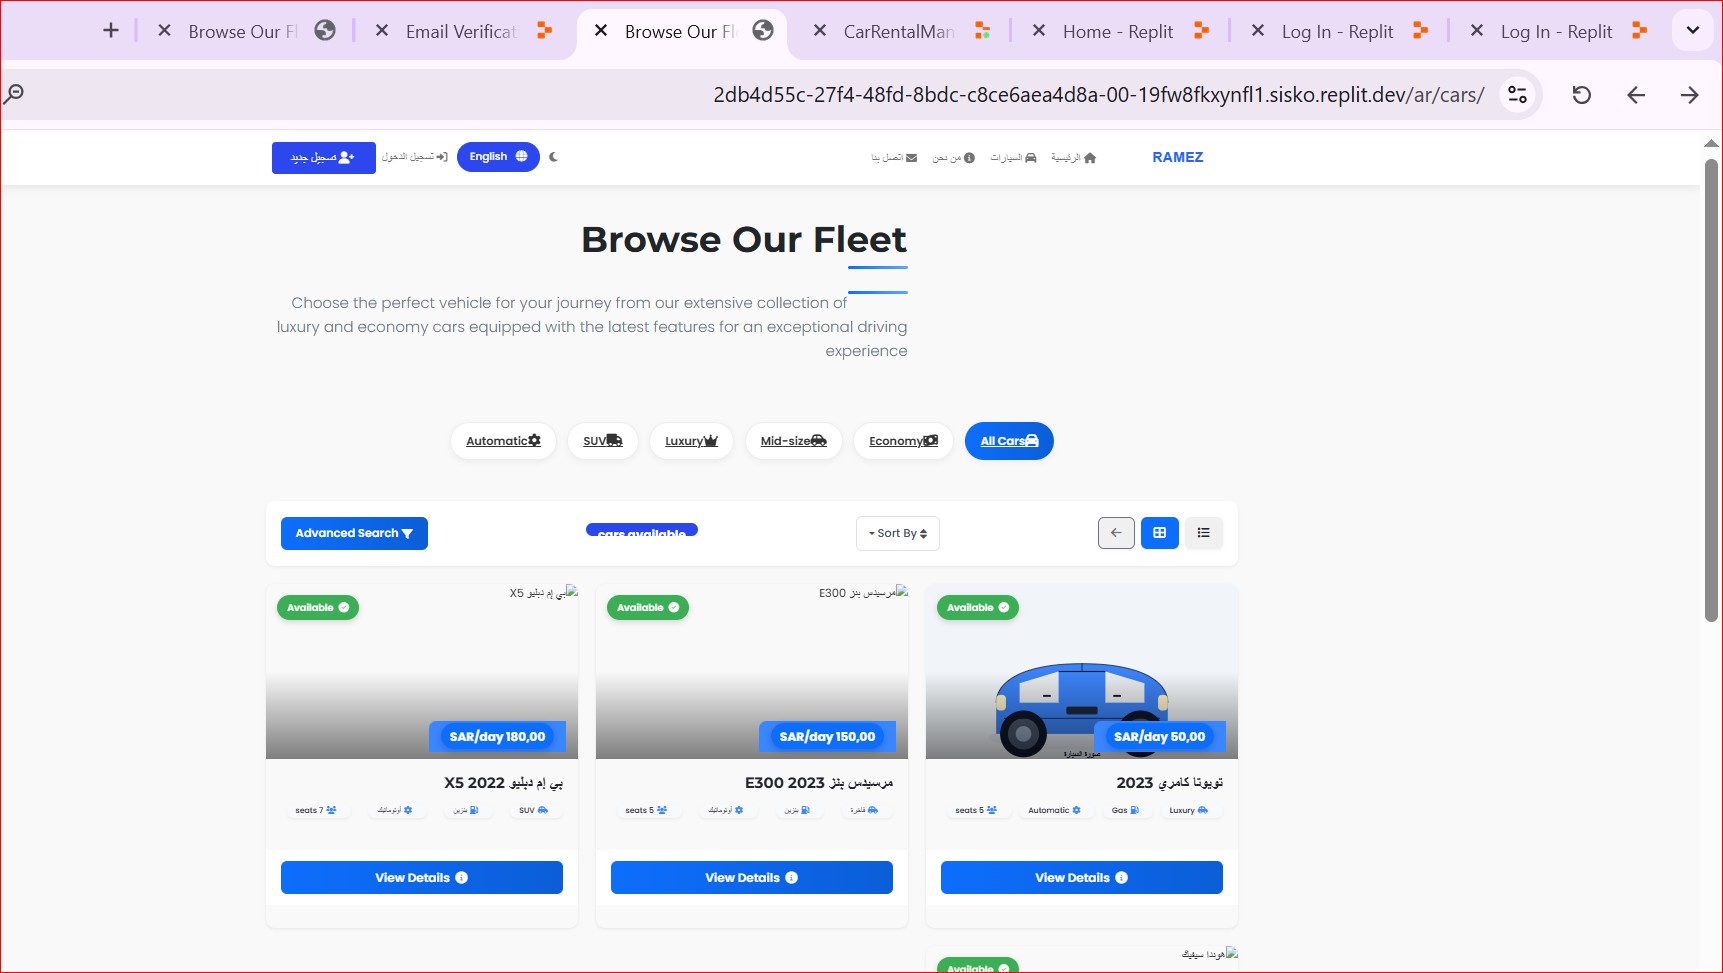 Browse Our Fl
Email Verificat
Browse Our Fl
CarRentalMan
Home - Replit
Log In - Replit
Log In - Replit
2db4d55c-27f4-48fd-8bdc-c8ce6aea4d8a-00-19fw8fkxynfl1.sisko.replit.dev/ar/cars/
RAMEZ
الرئيسية
السيارات
من نحن
اتصل بنا
English
تسجيل الدخول
تسجيل جديد
Browse Our Fleet
Choose the perfect vehicle for your journey from our extensive collection of
luxury and economy cars equipped with the latest features for an exceptional driving
experience
All Cars
Economy
Mid-size
Luxury
SUV
Automatic
Sort By
cars available
Advanced Search
Available
صورة السيارة
SAR/day 50,00
تويوتا كامري 2023
Luxury
Gas
Automatic
seats 5
View Details
مرسيدس بنز E300
Available
SAR/day 150,00
مرسيدس بنز E300 2023
فاخرة
بنزين
أوتوماتيك
seats 5
View Details
بي إم دبليو X5
Available
SAR/day 180,00
بي إم دبليو X5 2022
SUV
بنزين
أوتوماتيك
seats 7
View Details
هوندا سيفيك
Available